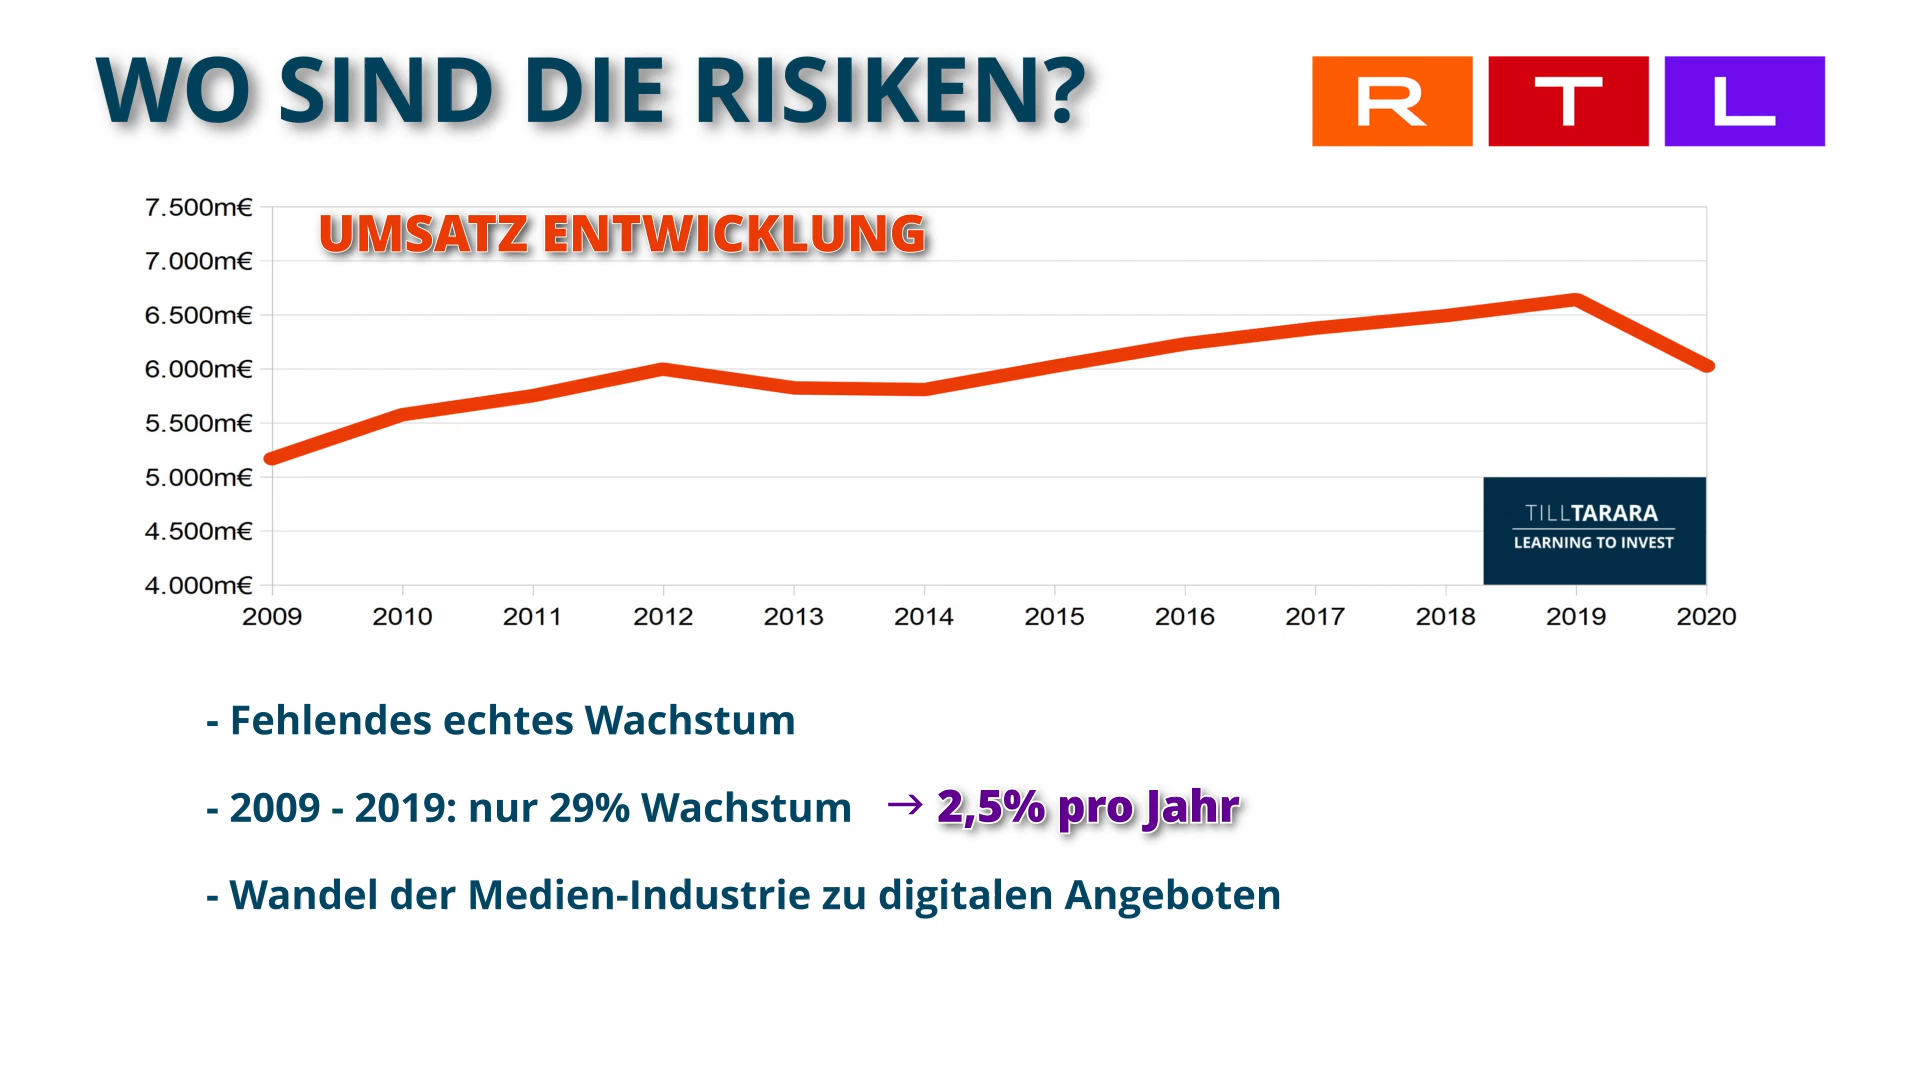 WO SIND DIE RISIKEN?
R T L
UMSATZ ENTWICKLUNG
7.500m€
7.000m€
6.500m€
6.000m€
5.500m€
5.000m€
4.500m€
4.000m€
TILLTARARA
LEARNING TO INVEST
2009 2010 2011 2012 2013 2014 2015 2016 2017 2018 2019 2020
- Fehlendes echtes Wachstum
- 2009 - 2019: nur 29% Wachstum → 2,5% pro Jahr
- Wandel der Medien-Industrie zu digitalen Angeboten